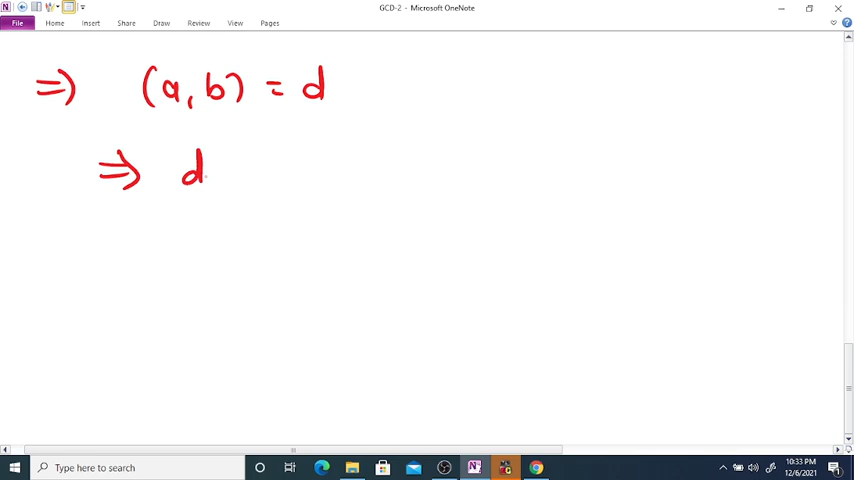 GCD-2 - Microsoft OneNote
File Home Insert Share Draw History Review View Pages
⇒ (a, b) = d
⇒ d
Type here to search
10:33 PM
12/6/2021